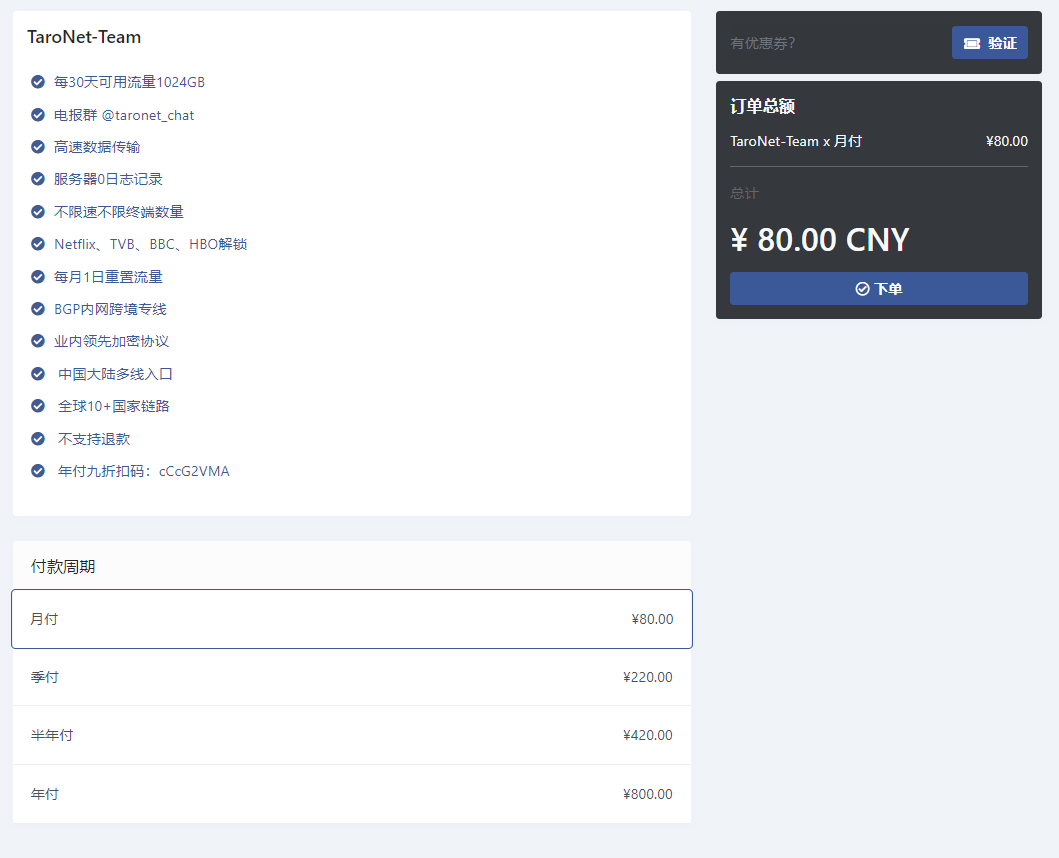 TaroNet-Team
每30天可用流量1024GB
电报群 @taronet_chat
高速数据传输
服务器0日志记录
不限速不限终端数量
Netflix、TVB、BBC、HBO解锁
每月1日重置流量
BGP内网跨境专线
业内领先加密协议
中国大陆多线入口
全球10+国家链路
不支持退款
年付九折扣码：cCcG2VMA
付款周期
月付 ¥80.00
季付 ¥220.00
半年付 ¥420.00
年付 ¥800.00
有优惠券？ 验证
订单总额
TaroNet-Team x 月付 ¥80.00
总计
¥ 80.00 CNY
下单